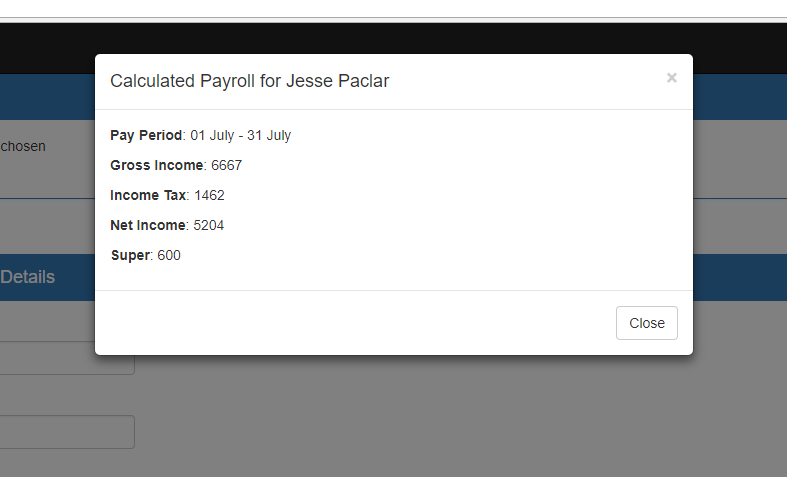 Calculated Payroll for Jesse Paclar ×
Pay Period: 01 July - 31 July
chosen
Gross Income: 6667
Income Tax: 1462
Net Income: 5204
Super: 600
Details
Close